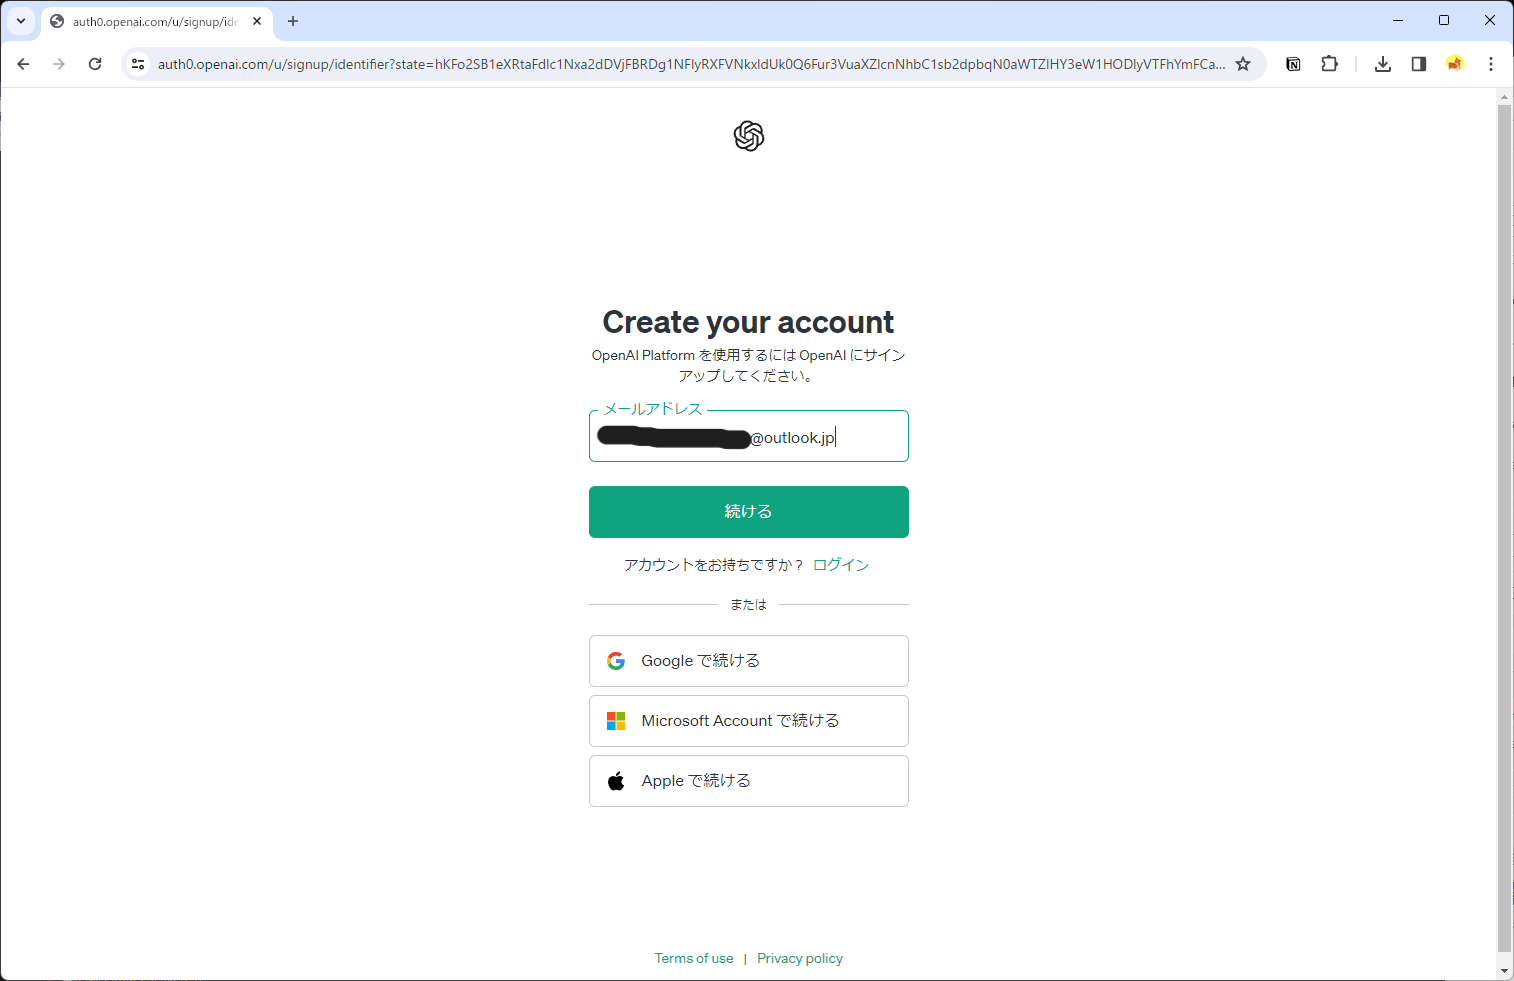 auth0.openai.com/u/signup/ide
auth0.openai.com/u/signup/identifier?state=hKFo2SB1eXRtaFdlc1Nxa2dDVjFBRDg1NFlyRXFVNkxldUk0Q6Fur3VuaXZlcnNhbC1sb2dpbqN0aWTZIHY3eW1HODlyVTFhYmFCa...
Create your account
OpenAI Platform を使用するには OpenAI にサイン
アップしてください。
メールアドレス
@outlook.jp
続ける
アカウントをお持ちですか？ ログイン
または
Google で続ける
Microsoft Account で続ける
Apple で続ける
Terms of use | Privacy policy